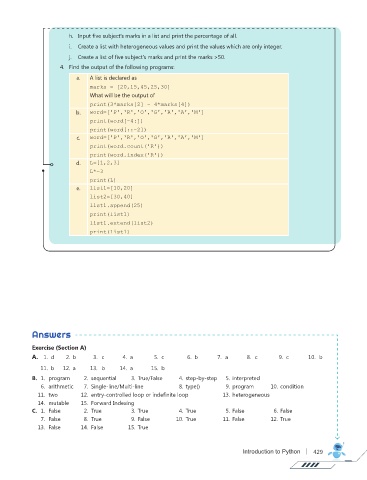 h. Input five subject's marks in a list and print the percentage of all.
i. Create a list with heterogeneous values and print the values which are only integer.
j. Create a list of five subject's marks and print the marks >50.
4. Find the output of the following programs:
a. A list is declared as
marks = [20,15,45,25,30]
What will be the output of
print(3*marks[2] - 4*marks[4])
b. word=['P','R','O','G','R','A','M']
print(word[-4:])
print(word[::-2])
c. word=['P','R','O','G','R','A','M']
print(word.count('R'))
print(word.index('R'))
d. L=[1,2,3]
L*=3
print(L)
e. list1=[10,20]
list2=[30,40]
list1.append(25)
print(list1)
list1.extend(list2)
print(list1)
Answers
Exercise (Section A)
A. 1. d 2. b 3. c 4. a 5. c 6. b 7. a 8. c 9. c 10. b
11. b 12. a 13. b 14. a 15. b
B. 1. program 2. sequential 3. True/False 4. step-by-step 5. interpreted
6. arithmetic 7. Single-line/Multi-line 8. type() 9. program 10. condition
11. two 12. entry-controlled loop or indefinite loop 13. heterogeneous
14. mutable 15. Forward Indexing
C. 1. False 2. True 3. True 4. True 5. False 6. False
7. False 8. True 9. False 10. True 11. False 12. True
13. False 14. False 15. True
Introduction to Python 429